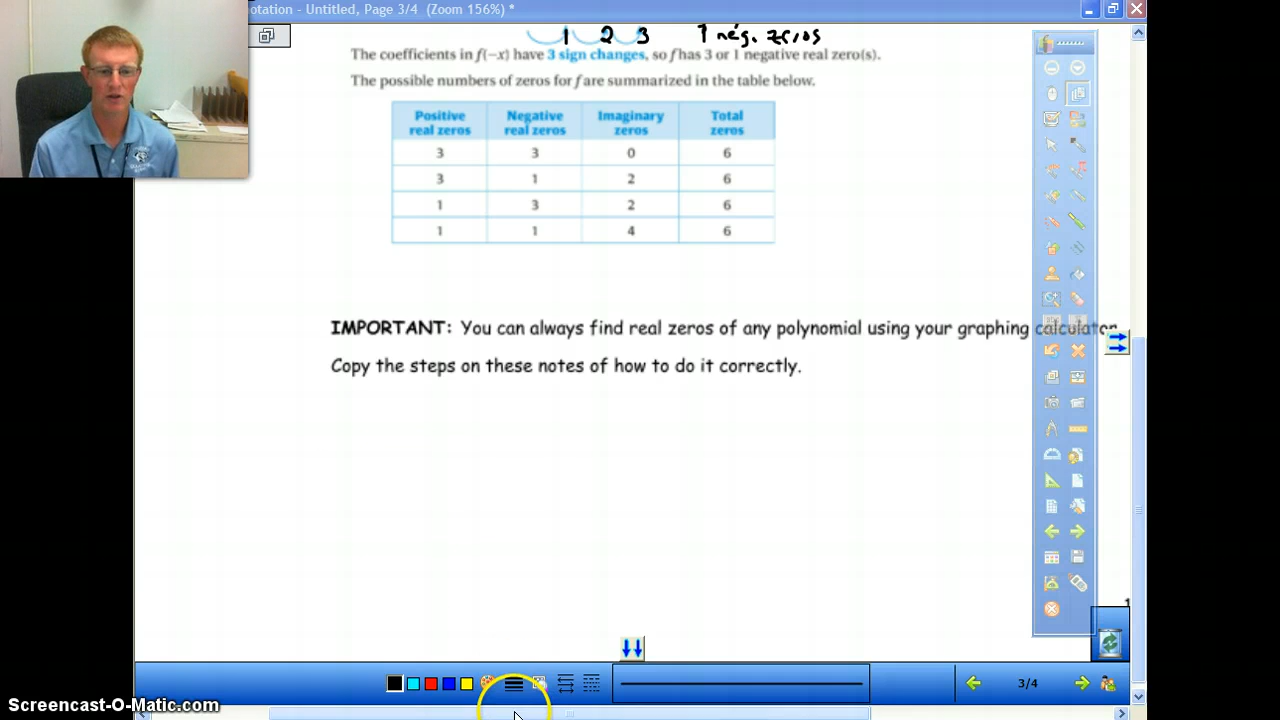 otation - Untitled, Page 3/4 (Zoom 156%) *
1 2 3 1 nég. zeros
The coefficients in f(−x) have 3 sign changes, so f has 3 or 1 negative real zero(s).
The possible numbers of zeros for f are summarized in the table below.
Positive real zeros Negative real zeros Imaginary zeros Total zeros
3 3 0 6
3 1 2 6
1 3 2 6
1 1 4 6
IMPORTANT: You can always find real zeros of any polynomial using your graphing calculator.
Copy the steps on these notes of how to do it correctly.
1
3/4
Screencast-O-Matic.com